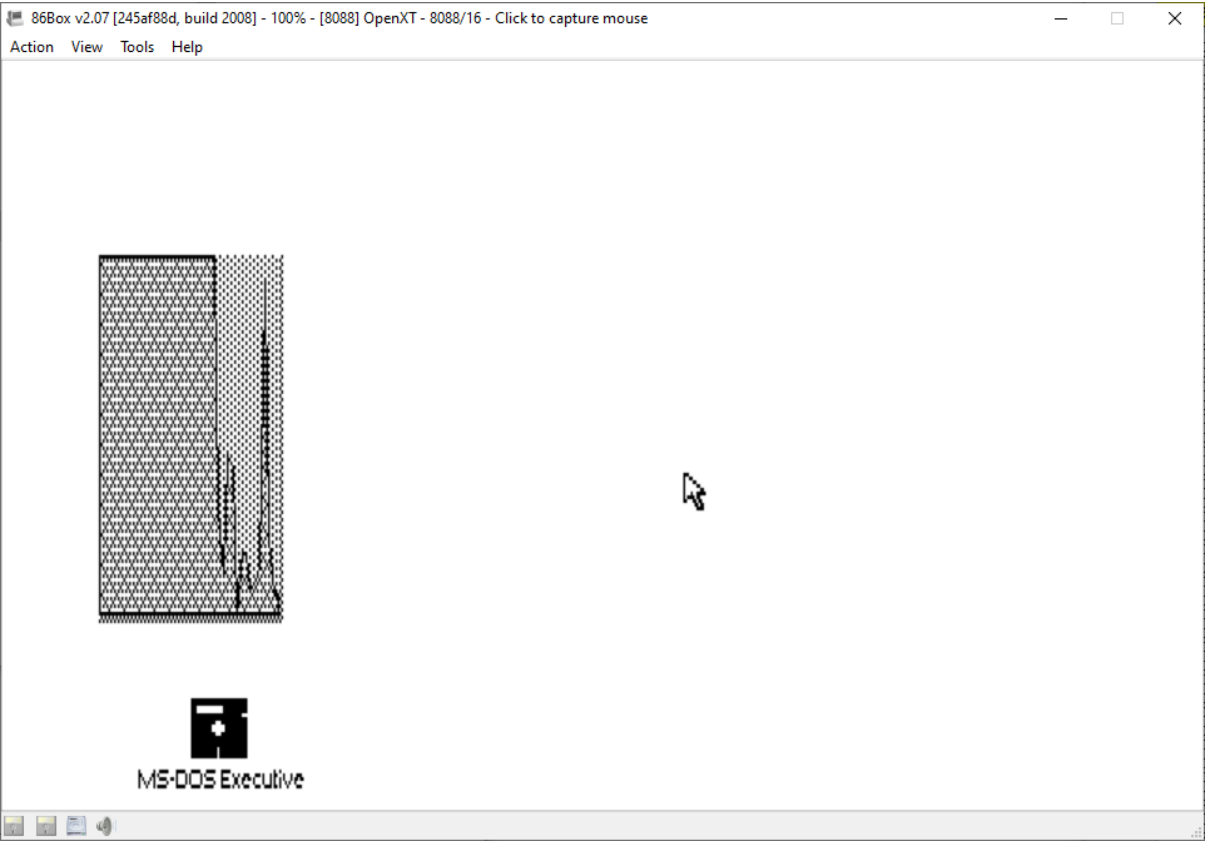 86Box v2.07 [245af88d, build 2008] - 100% - [8088] OpenXT - 8088/16 - Click to capture mouse
Action View Tools Help
MS-DOS Executive